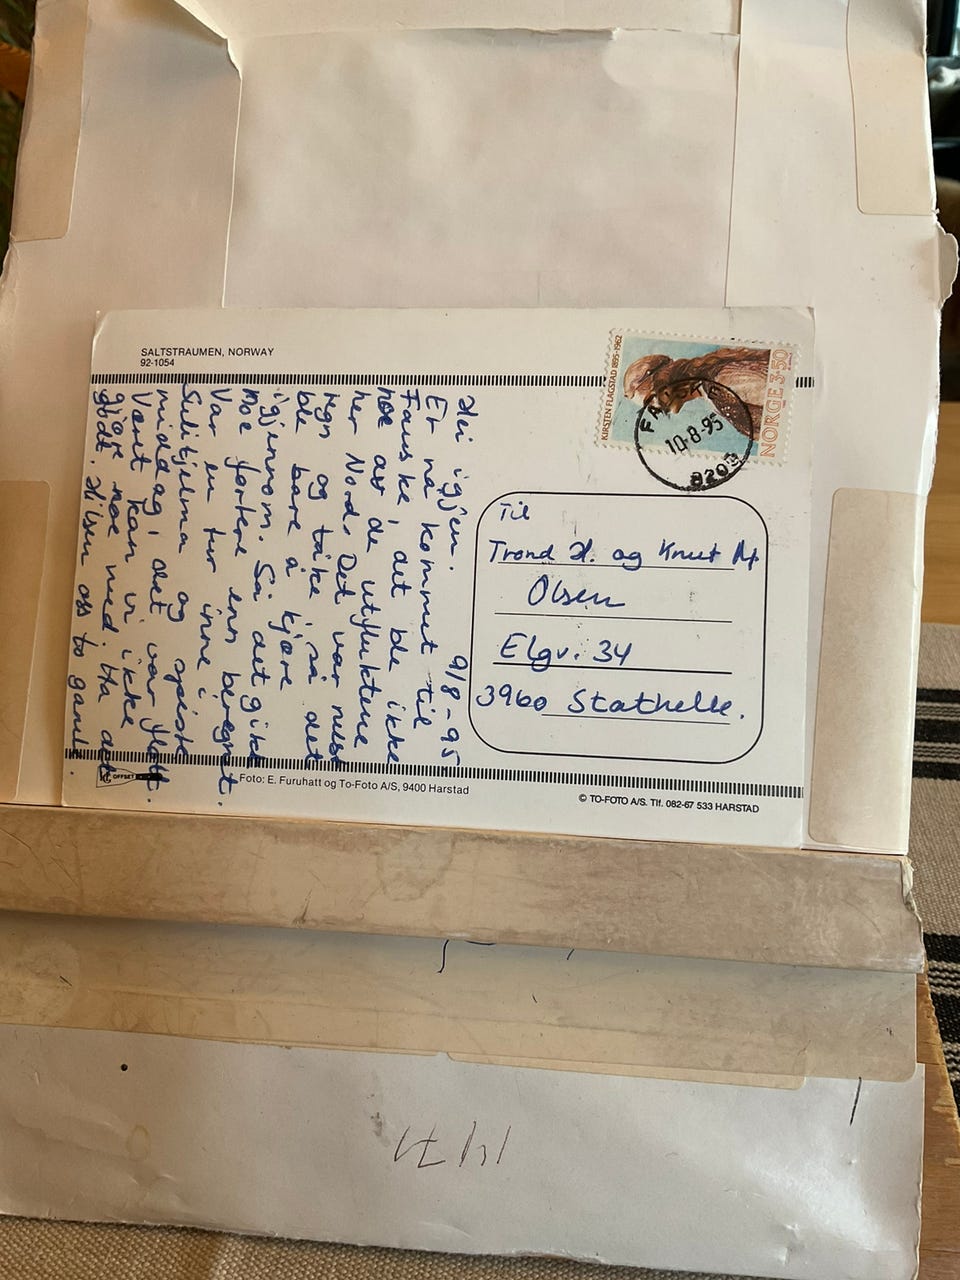 SALTSTRAUMEN, NORWAY
92-1054
Hei igjen. 9/8-95
Er nå kommet til
Fauske, det ble ikke
noe av de utfluktene
her Nord. Det var neste
regn og tåke, så det
ble bare å kjøre
igjennom. Så det gikk
noe fortere enn beregnet.
Var en tur inne i
Sulitjelma og spiste
middag, det var flott.
Været kan vi ikke
gjøre noe med. Ha det
godt. Hilsen oss to gamle.
KIRSTEN FLAGSTAD 1895-1962
NORGE 3.50
FAUSKE
10-8-95
8200
Til
Trond H. og Knut
Olsen
Elgv. 34
3960 Stathelle.
OFFSET
Foto: E. Furuhatt og To-Foto A/S, 9400 Harstad
© TO-FOTO A/S. Tlf. 082-67 533 HARSTAD